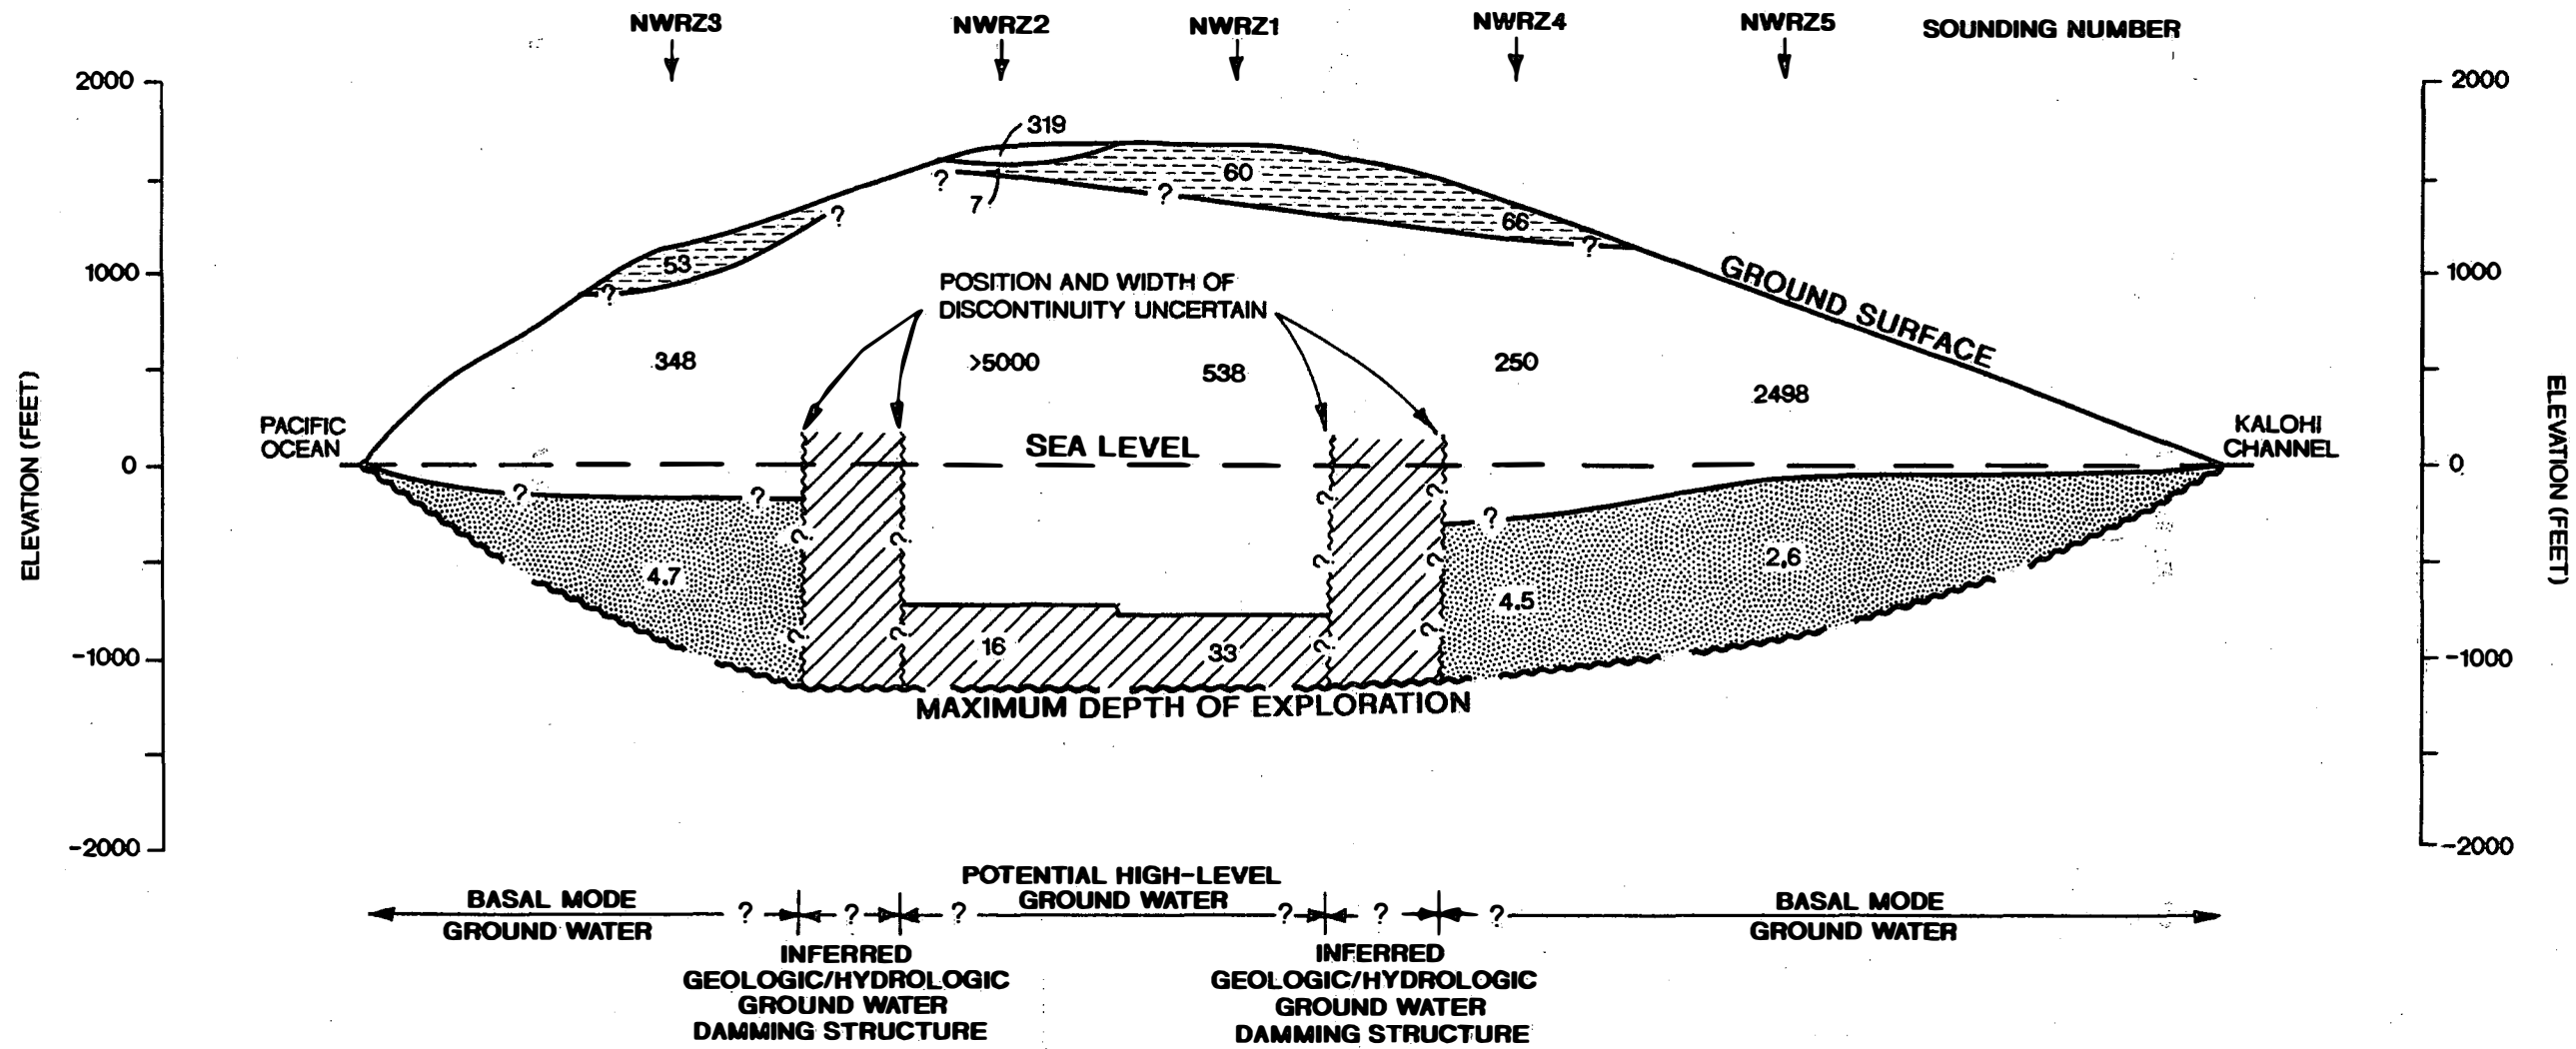 NWRZ3 NWRZ2 NWRZ1 NWRZ4 NWRZ5 SOUNDING NUMBER
2000 2000
319
60
?
7
?
66
?
?
53
?
1000 1000
GROUND SURFACE
POSITION AND WIDTH OF
DISCONTINUITY UNCERTAIN
348 >5000 538 250 2498
ELEVATION (FEET)
ELEVATION (FEET)
PACIFIC
OCEAN
KALOHI
CHANNEL
SEA LEVEL
0 0
? ? ? ? ?
? ? ? ?
4.7 4.5 2.6
? ? ? ?
16 33
-1000 -1000
MAXIMUM DEPTH OF EXPLORATION
-2000 -2000
BASAL MODE
GROUND WATER
?
?
?
POTENTIAL HIGH-LEVEL
GROUND WATER
?
?
?
BASAL MODE
GROUND WATER
INFERRED
GEOLOGIC/HYDROLOGIC
GROUND WATER
DAMMING STRUCTURE
INFERRED
GEOLOGIC/HYDROLOGIC
GROUND WATER
DAMMING STRUCTURE